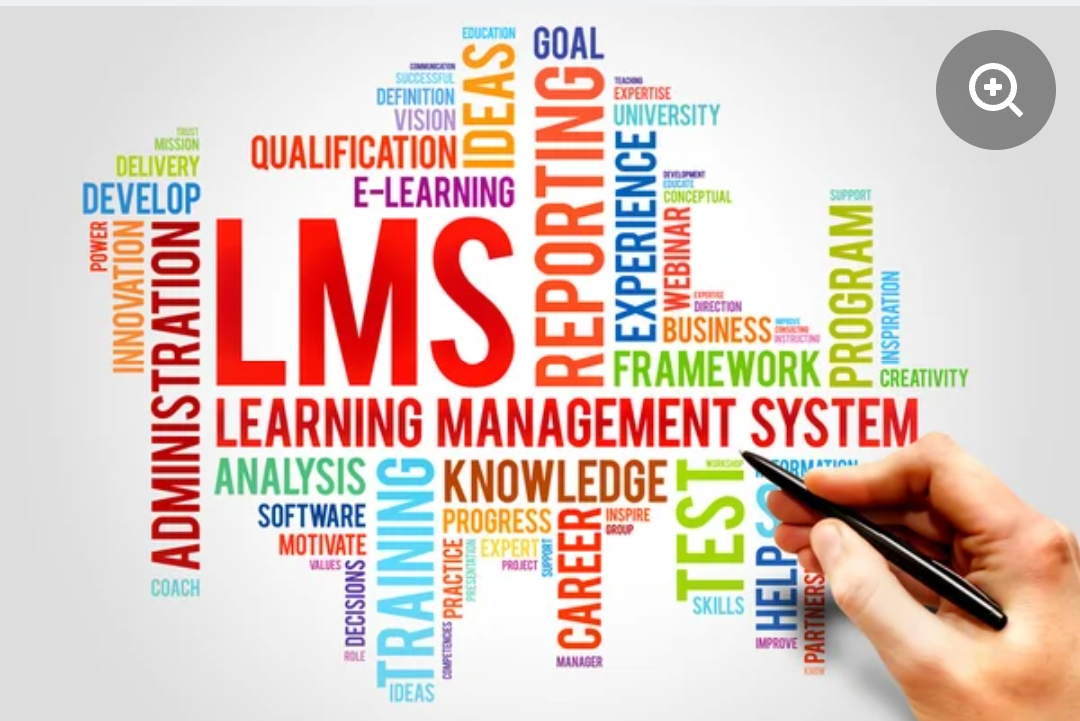 EDUCATION
GOAL
COMMUNICATION
SUCCESSFUL
DEFINITION
VISION
IDEAS
REPORTING
TEACHING
EXPERTISE
UNIVERSITY
TRUST
MISSION
DELIVERY
DEVELOP
QUALIFICATION
E-LEARNING
EXPERIENCE
DEVELOPMENT
EDUCATE
CONCEPTUAL
WEBINAR
EXPERTISE
DIRECTION
BUSINESS
IMPROVE
CONSULTING
INSTRUCTING
FRAMEWORK
SUPPORT
PROGRAM
INSPIRATION
CREATIVITY
POWER
INNOVATION
ADMINISTRATION
COACH
LMS
LEARNING MANAGEMENT SYSTEM
ANALYSIS
SOFTWARE
MOTIVATE
VALUES
DECISIONS
ROLE
TRAINING
IDEAS
KNOWLEDGE
PROGRESS
PRACTICE
COMPETENCIES
PRESENTATION
EXPERT
PROJECT
SUPPORT
CAREER
MANAGER
INSPIRE
GROUP
TEST
WORKSHOP
SKILLS
HELP
IMPROVE
PARTNERS
KNOW